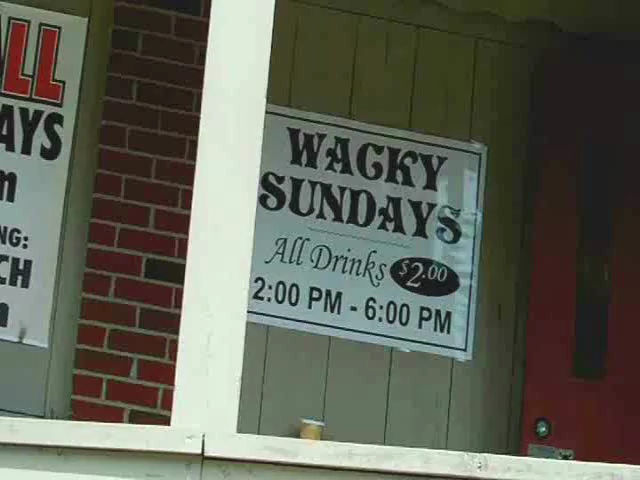 LL
AYS
m
NG:
CH
WACKY
SUNDAYS
All Drinks $2.00
2:00 PM - 6:00 PM